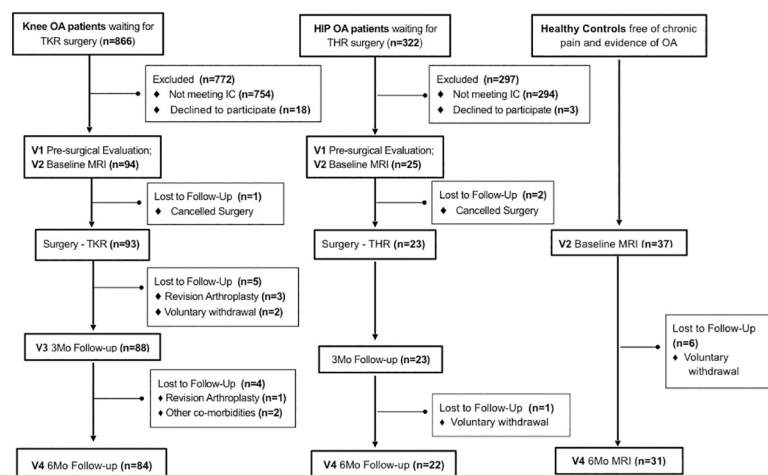 Knee OA patients waiting for
TKR surgery
(n=866)
Excluded (n=772)
♦ Not meeting IC (n=754)
♦ Declined to participate (n=18)
V1 Pre-surgical Evaluation;
V2 Baseline MRI (n=94)
Lost to Follow-Up (n=1)
♦ Cancelled Surgery
Surgery - TKR (n=93)
Lost to Follow-Up (n=5)
♦ Revision Arthroplasty (n=3)
♦ Voluntary withdrawal (n=2)
V3 3Mo Follow-up (n=88)
Lost to Follow-Up (n=4)
♦ Revision Arthroplasty (n=1)
♦ Other co-morbidities (n=2)
V4 6Mo Follow-up (n=84)
HIP OA patients waiting for
THR surgery
(n=322)
Excluded (n=297)
♦ Not meeting IC (n=294)
♦ Declined to participate (n=3)
V1 Pre-surgical Evaluation;
V2 Baseline MRI (n=25)
Lost to Follow-Up (n=2)
♦ Cancelled Surgery
Surgery - THR (n=23)
3Mo Follow-up (n=23)
Lost to Follow-Up (n=1)
♦ Voluntary withdrawal
V4 6Mo Follow-up (n=22)
Healthy Controls free of chronic
pain and evidence of OA
V2 Baseline MRI (n=37)
Lost to Follow-Up
(n=6)
♦ Voluntary
withdrawal
V4 6Mo MRI (n=31)